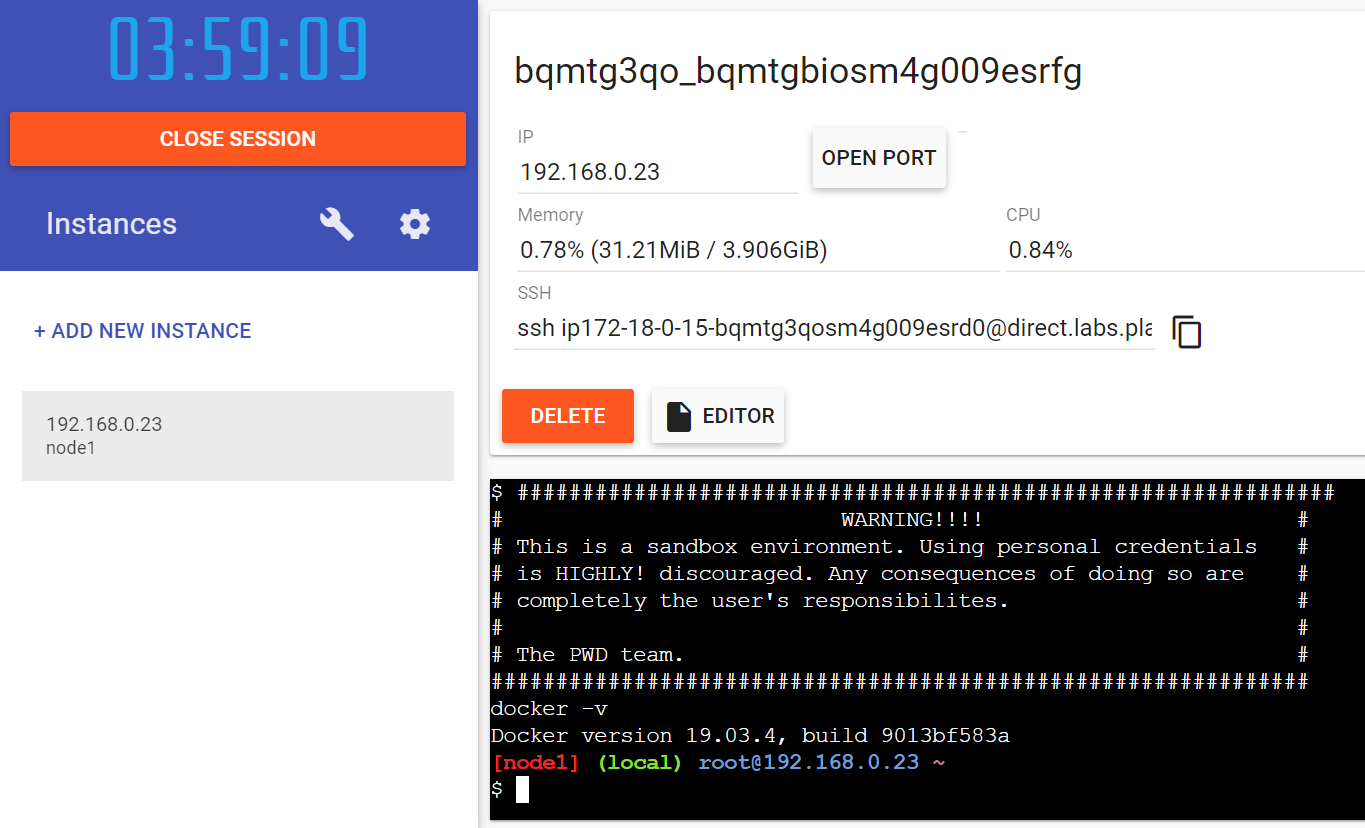 03:59:09
CLOSE SESSION
Instances
+ ADD NEW INSTANCE
192.168.0.23
node1
bqmtg3qo_bqmtgbiosm4g009esrfg
IP
192.168.0.23
OPEN PORT
Memory
0.78% (31.21MiB / 3.906GiB)
CPU
0.84%
SSH
ssh ip172-18-0-15-bqmtg3qosm4g009esrd0@direct.labs.pla
DELETE
EDITOR
$ ###############################################################
#                          WARNING!!!!                        #
# This is a sandbox environment. Using personal credentials   #
# is HIGHLY! discouraged. Any consequences of doing so are    #
# completely the user's responsibilites.                      #
#                                                             #
# The PWD team.                                               #
###############################################################
docker -v
Docker version 19.03.4, build 9013bf583a
[node1] (local) root@192.168.0.23 ~
$